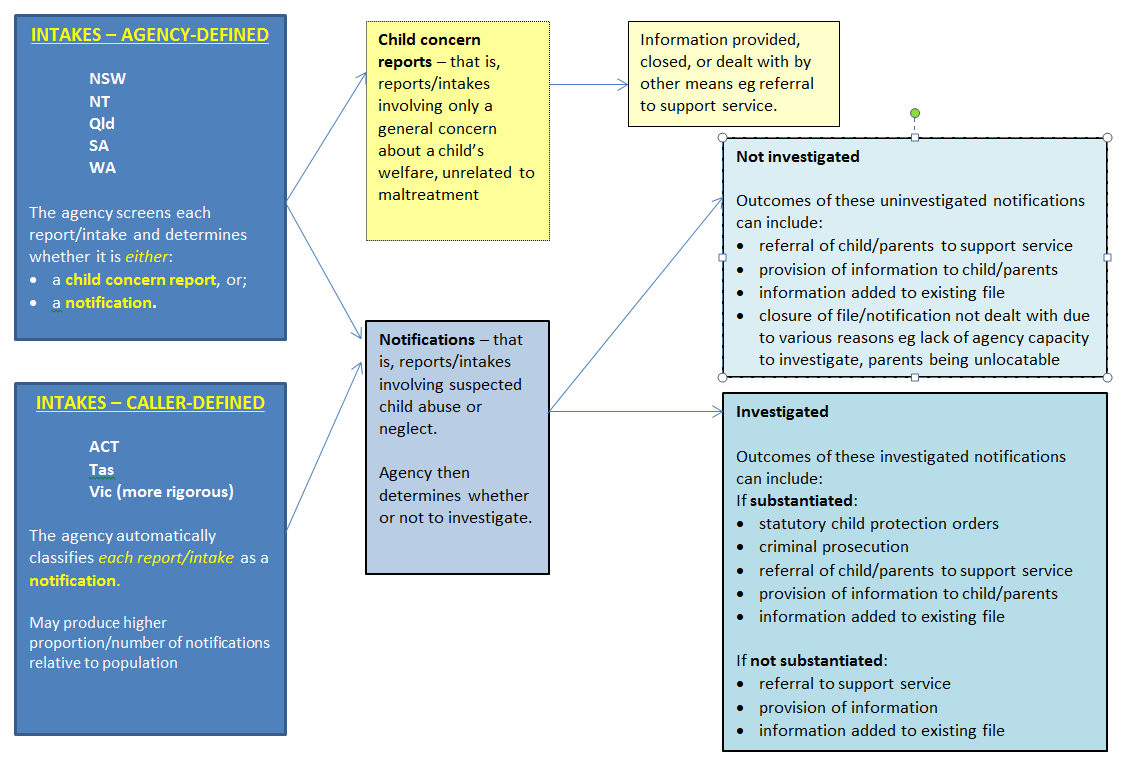 INTAKES – AGENCY-DEFINED
NSW
NT
Qld
SA
WA
The agency screens each
report/intake and determines
whether it is either:
• a child concern report, or;
• a notification.
INTAKES – CALLER-DEFINED
ACT
Tas
Vic (more rigorous)
The agency automatically
classifies each report/intake as a
notification.
May produce higher
proportion/number of notifications
relative to population
Child concern
reports – that is,
reports/intakes
involving only a
general concern
about a child’s
welfare, unrelated to
maltreatment
Notifications – that
is, reports/intakes
involving suspected
child abuse or
neglect.
Agency then
determines whether
or not to investigate.
Information provided,
closed, or dealt with by
other means eg referral
to support service.
Not investigated
Outcomes of these uninvestigated notifications
can include:
• referral of child/parents to support service
• provision of information to child/parents
• information added to existing file
• closure of file/notification not dealt with due
to various reasons eg lack of agency capacity
to investigate, parents being unlocatable
Investigated
Outcomes of these investigated notifications
can include:
If substantiated:
• statutory child protection orders
• criminal prosecution
• referral of child/parents to support service
• provision of information to child/parents
• information added to existing file
If not substantiated:
• referral to support service
• provision of information
• information added to existing file